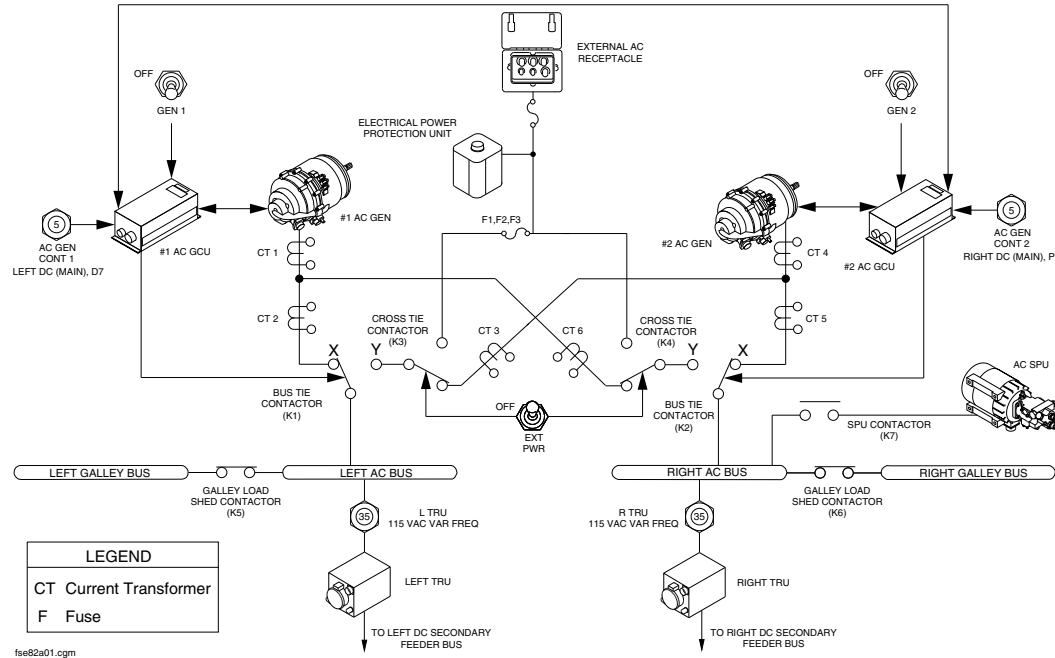 EXTERNAL AC
RECEPTACLE
OFF
GEN 1
OFF
GEN 2
ELECTRICAL POWER
PROTECTION UNIT
5
AC GEN
CONT 1
LEFT DC (MAIN), D7
#1 AC GCU
#1 AC GEN
F1,F2,F3
#2 AC GEN
#2 AC GCU
5
AC GEN
CONT 2
RIGHT DC (MAIN), P
CT 1
CT 4
CT 2
CT 5
CROSS TIE
CONTACTOR
(K3)
CT 3
CT 6
CROSS TIE
CONTACTOR
(K4)
X
Y
Y
X
BUS TIE
CONTACTOR
(K1)
OFF
EXT
PWR
BUS TIE
CONTACTOR
(K2)
AC SPU
SPU CONTACTOR
(K7)
LEFT GALLEY BUS
LEFT AC BUS
RIGHT AC BUS
RIGHT GALLEY BUS
GALLEY LOAD
SHED CONTACTOR
(K5)
GALLEY LOAD
SHED CONTACTOR
(K6)
35
L TRU
115 VAC VAR FREQ
R TRU
115 VAC VAR FREQ
35
LEFT TRU
RIGHT TRU
LEGEND
CT Current Transformer
F Fuse
TO LEFT DC SECONDARY
FEEDER BUS
TO RIGHT DC SECONDARY
FEEDER BUS
fse82a01.cgm